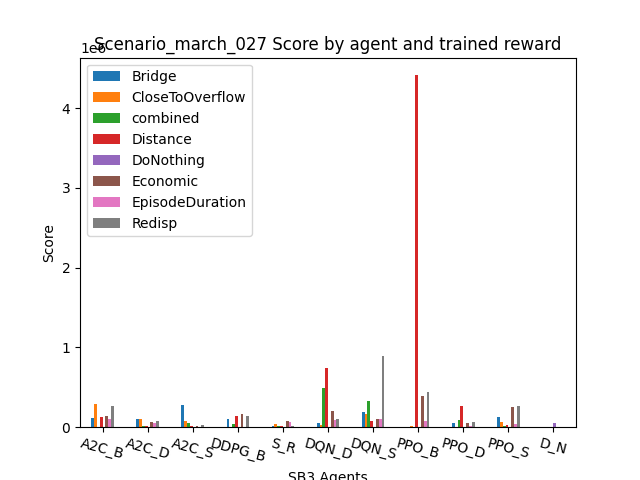 Scenario_march_027 Score by agent and trained reward
1e6
Bridge
CloseToOverflow
combined
Distance
DoNothing
Economic
EpisodeDuration
Redisp
Score
4
3
2
1
0
A2C_B A2C_D A2C_S DDPG_B S_R DQN_D DQN_S PPO_B PPO_D PPO_S D_N
SB3 Agents